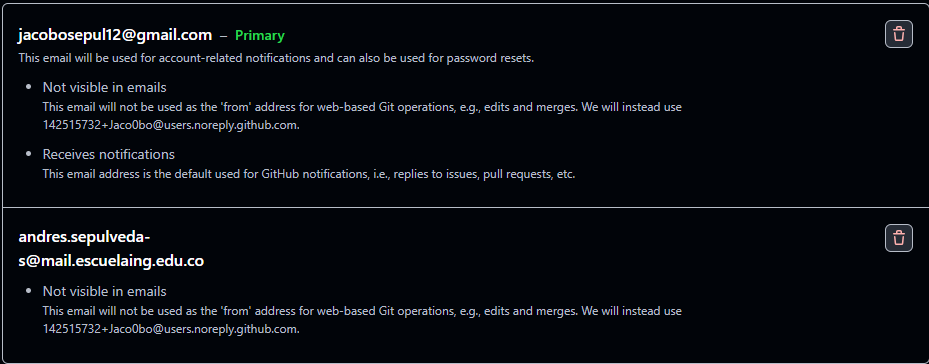 jacobosepul12@gmail.com – Primary
This email will be used for account-related notifications and can also be used for password resets.
• Not visible in emails
This email will not be used as the 'from' address for web-based Git operations, e.g., edits and merges. We will instead use
142515732+Jaco0bo@users.noreply.github.com.
• Receives notifications
This email address is the default used for GitHub notifications, i.e., replies to issues, pull requests, etc.
andres.sepulveda-
s@mail.escuelaing.edu.co
• Not visible in emails
This email will not be used as the 'from' address for web-based Git operations, e.g., edits and merges. We will instead use
142515732+Jaco0bo@users.noreply.github.com.